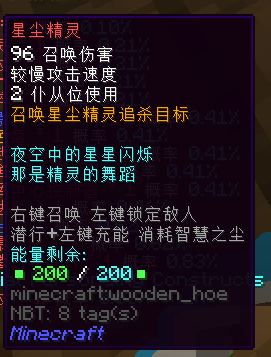 星尘精灵
96 召唤伤害
较慢攻击速度
2 仆从位使用
召唤星尘精灵追杀目标
夜空中的星星闪烁
那是精灵的舞蹈
右键召唤 左键锁定敌人
潜行+左键充能 消耗智慧之尘
能量剩余:
200 / 200
minecraft:wooden_hoe
NBT: 8 tag(s)
Minecraft